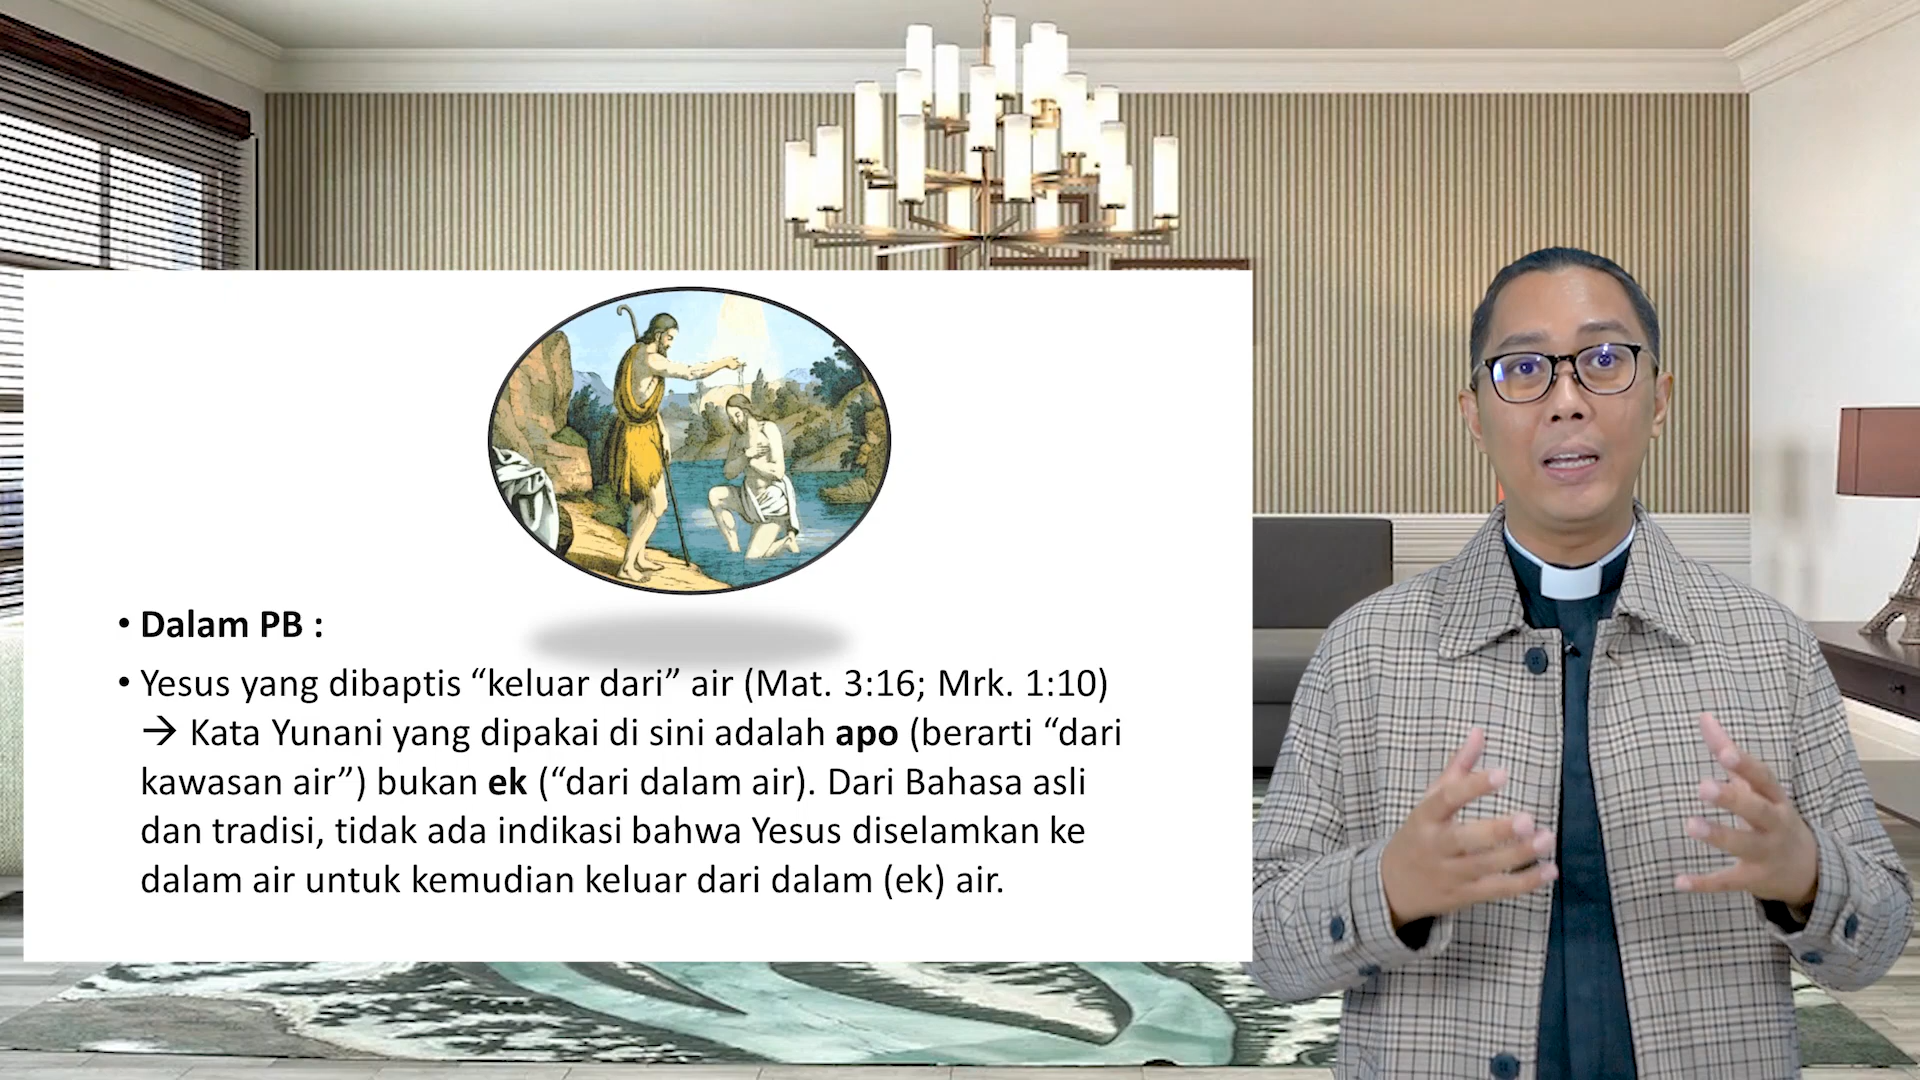 • Dalam PB :
• Yesus yang dibaptis “keluar dari” air (Mat. 3:16; Mrk. 1:10)
→ Kata Yunani yang dipakai di sini adalah apo (berarti “dari
kawasan air”) bukan ek (“dari dalam air). Dari Bahasa asli
dan tradisi, tidak ada indikasi bahwa Yesus diselamkan ke
dalam air untuk kemudian keluar dari dalam (ek) air.